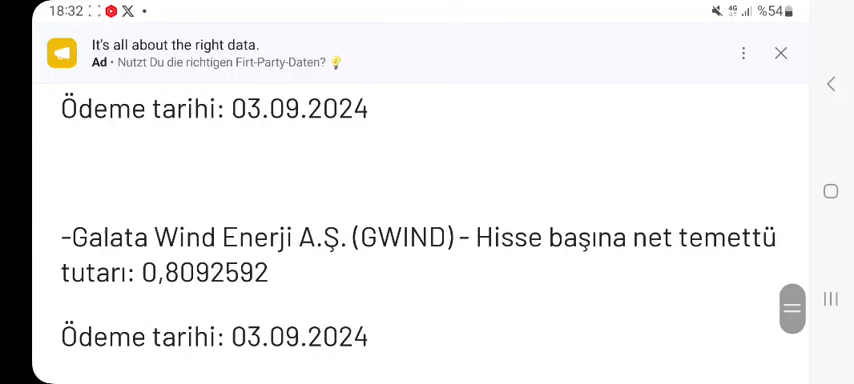 18:32
4G %54
It's all about the right data.
Ad • Nutzt Du die richtigen Firt-Party-Daten? 💡
Ödeme tarihi: 03.09.2024
-Galata Wind Enerji A.Ş. (GWIND) - Hisse başına net temettü
tutarı: 0,8092592
Ödeme tarihi: 03.09.2024